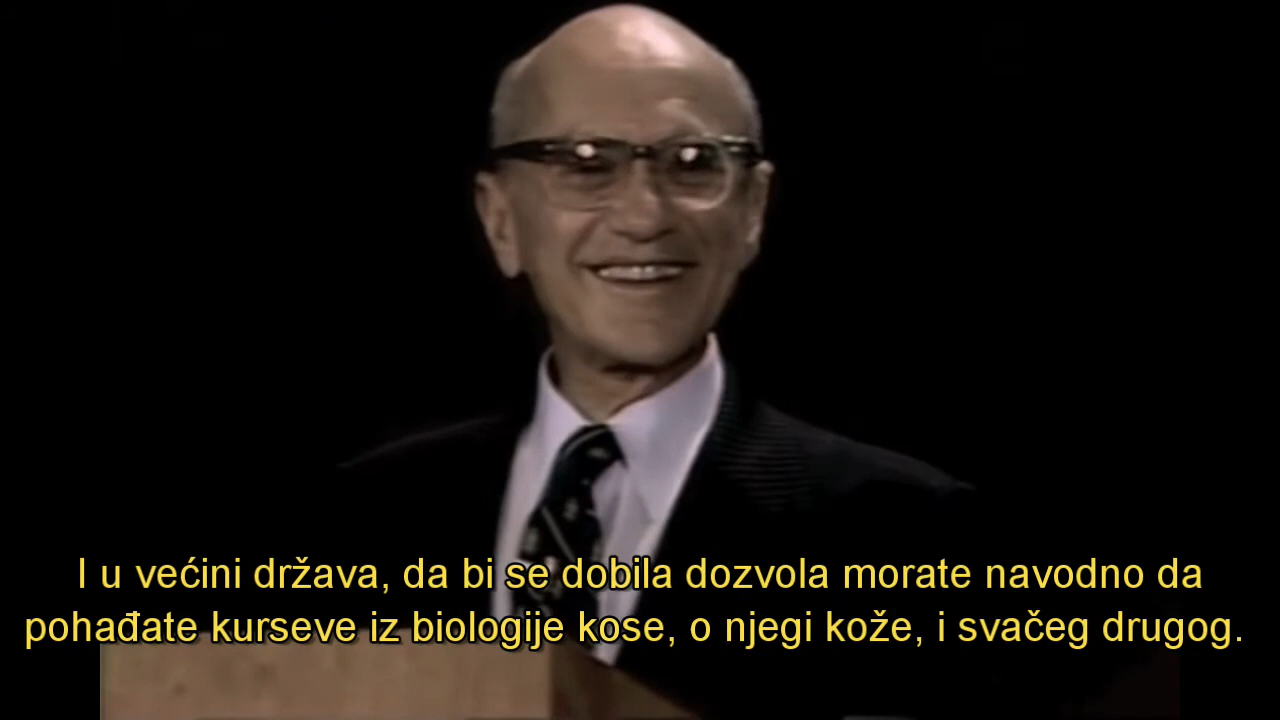 I u većini država, da bi se dobila dozvola morate navodno da
pohađate kurseve iz biologije kose, o njegi kože, i svačeg drugog.